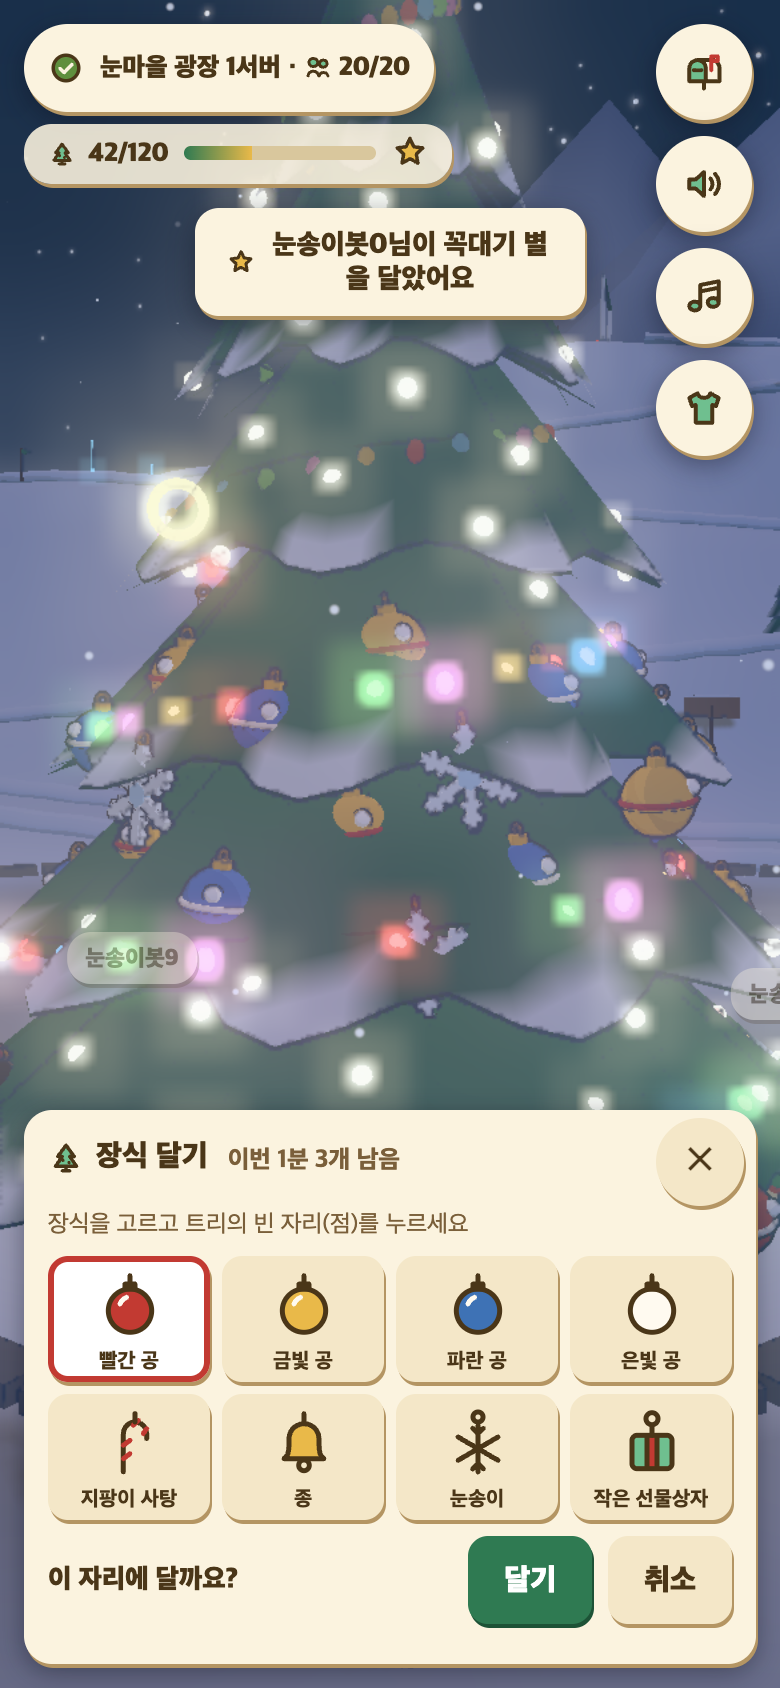 눈마을 광장 1서버 · 20/20
42/120
눈송이봇0님이 꼭대기 별
을 달았어요
눈송이봇9
눈송
장식 달기 이번 1분 3개 남음
장식을 고르고 트리의 빈 자리(점)를 누르세요
빨간 공 금빛 공 파란 공 은빛 공
지팡이 사탕 종 눈송이 작은 선물상자
이 자리에 달까요? 달기 취소